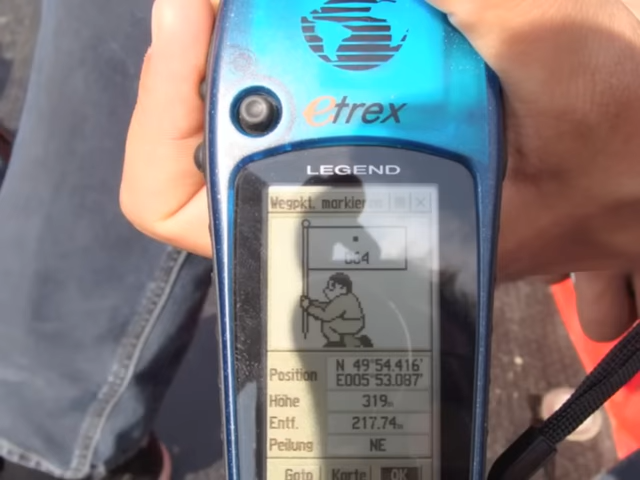 etrex
LEGEND
Wegpkt. markieren
004
Position
N 49°54.416'
E005°53.087'
Höhe 319m
Entf. 217.74m
Peilung NE
Goto Karte OK